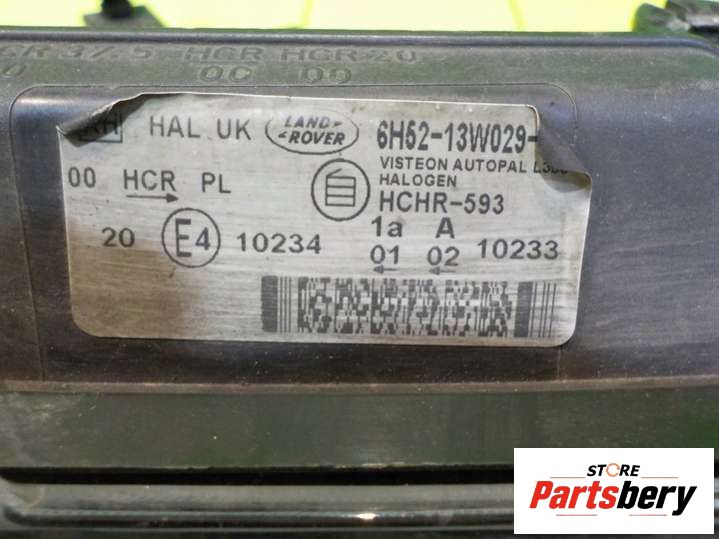 HCR HCR 20
00 00
HAL UK LAND ROVER 6H52-13W029-
VISTEON AUTOPAL
HALOGEN
00 HCR PL
HCHR-593
1a A
20 E4 10234 01 02 10233
STORE
Partsbery